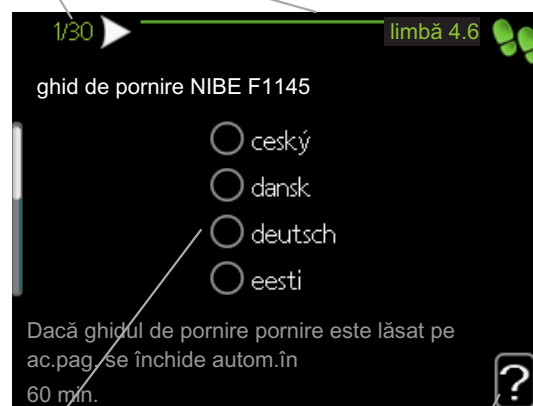 1/30
limbă 4.6
ghid de pornire NIBE F1145
ceský
dansk
deutsch
eesti
Dacă ghidul de pornire pornire este lăsat pe
ac.pag, se închide autom.în
60 min.
?